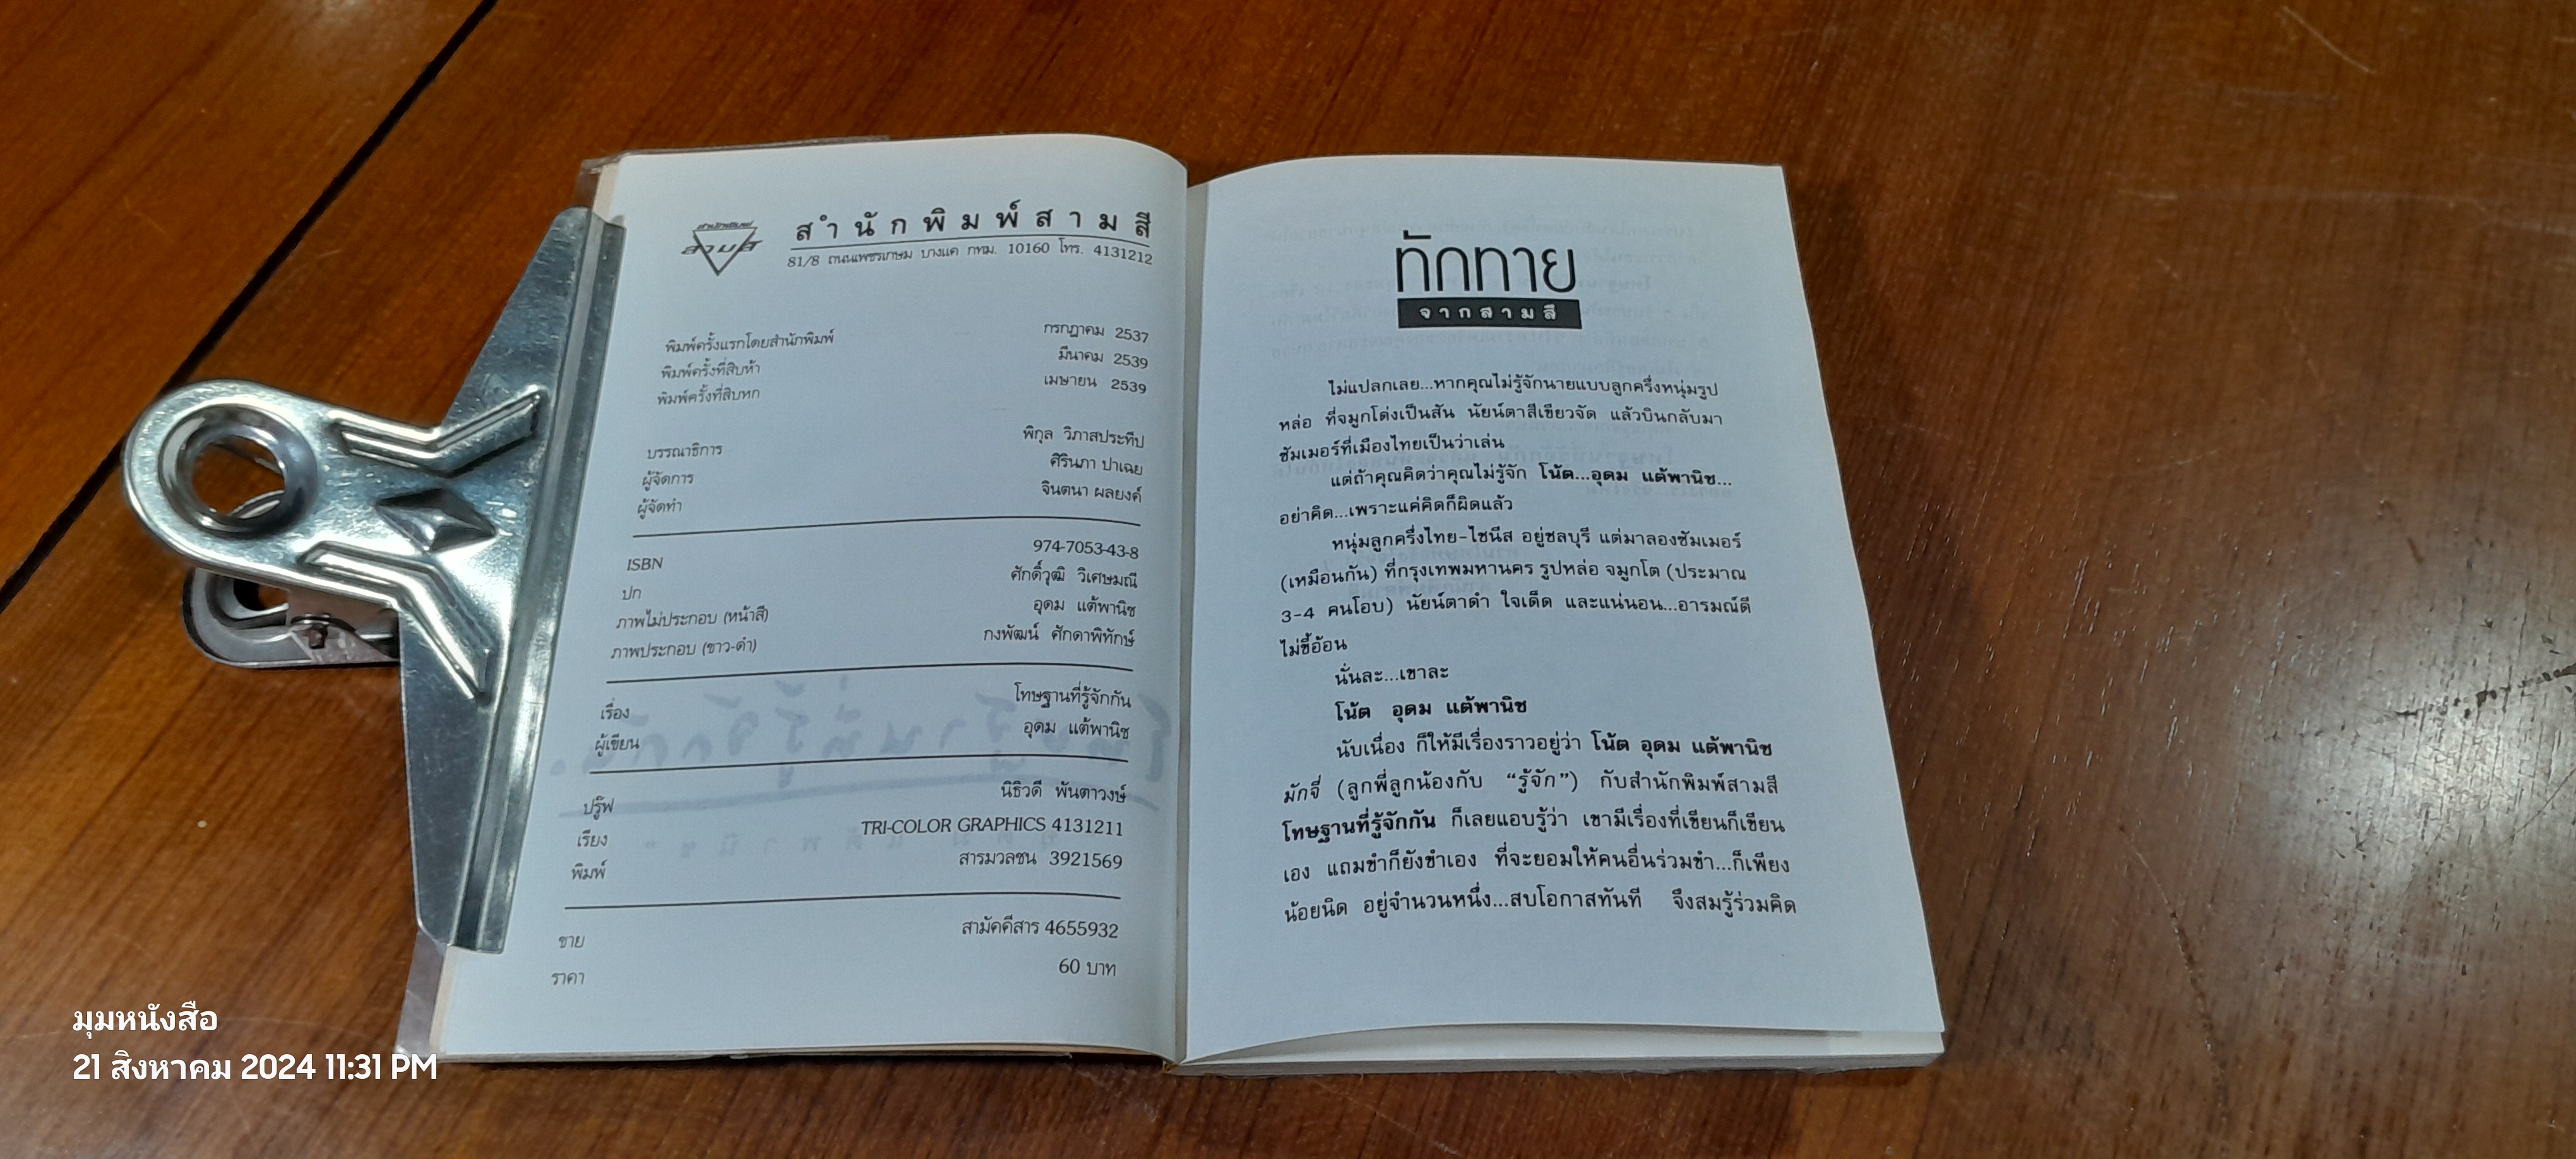 สำนักพิมพ์
สามสี
สำนักพิมพ์สามสี
81/8 ถนนเพชรเกษม บางแค กทม. 10160 โทร. 4131212
พิมพ์ครั้งแรกโดยสำนักพิมพ์ กรกฎาคม 2537
พิมพ์ครั้งที่สิบห้า มีนาคม 2539
พิมพ์ครั้งที่สิบหก เมษายน 2539
บรรณาธิการ พิกุล วิภาสประทีป
ผู้จัดการ ศิรินภา ปาเฉย
ผู้จัดทำ จินตนา ผลยงค์
ISBN 974-7053-43-8
ปก ศักดิ์วุฒิ วิเศษมณี
ภาพไม่ประกอบ (หน้าสี) อุดม แต้พานิช
ภาพประกอบ (ขาว-ดำ) กงพัฒน์ ศักดาพิทักษ์
เรื่อง โทษฐานที่รู้จักกัน
ผู้เขียน อุดม แต้พานิช
ปรู๊ฟ นิธิวดี พันตาวงษ์
เรียง TRI-COLOR GRAPHICS 4131211
พิมพ์ สารมวลชน 3921569
ขาย สามัคคีสาร 4655932
ราคา 60 บาท
ทักทาย
จากสามสี
ไม่แปลกเลย...หากคุณไม่รู้จักนายแบบลูกครึ่งหนุ่มรูป
หล่อ ที่จมูกโด่งเป็นสัน นัยน์ตาสีเขียวจัด แล้วบินกลับมา
ซัมเมอร์ที่เมืองไทยเป็นว่าเล่น
แต่ถ้าคุณคิดว่าคุณไม่รู้จัก โน้ต...อุดม แต้พานิช...
อย่าคิด...เพราะแค่คิดก็ผิดแล้ว
หนุ่มลูกครึ่งไทย-ไชนีส อยู่ชลบุรี แต่มาลองซัมเมอร์
(เหมือนกัน) ที่กรุงเทพมหานคร รูปหล่อ จมูกโต (ประมาณ
3-4 คนโอบ) นัยน์ตาดำ ใจเด็ด และแน่นอน...อารมณ์ดี
ไม่ขี้อ้อน
นั่นละ...เขาละ
โน้ต อุดม แต้พานิช
นับเนื่อง ก็ให้มีเรื่องราวอยู่ว่า โน้ต อุดม แต้พานิช
มักจี่ (ลูกพี่ลูกน้องกับ "รู้จัก") กับสำนักพิมพ์สามสี
โทษฐานที่รู้จักกัน ก็เลยแอบรู้ว่า เขามีเรื่องที่เขียนก็เขียน
เอง แถมขำก็ยังขำเอง ที่จะยอมให้คนอื่นร่วมขำ...ก็เพียง
น้อยนิด อยู่จำนวนหนึ่ง...สบโอกาสทันที จึงสมรู้ร่วมคิด
มุมหนังสือ
21 สิงหาคม 2024 11:31 PM